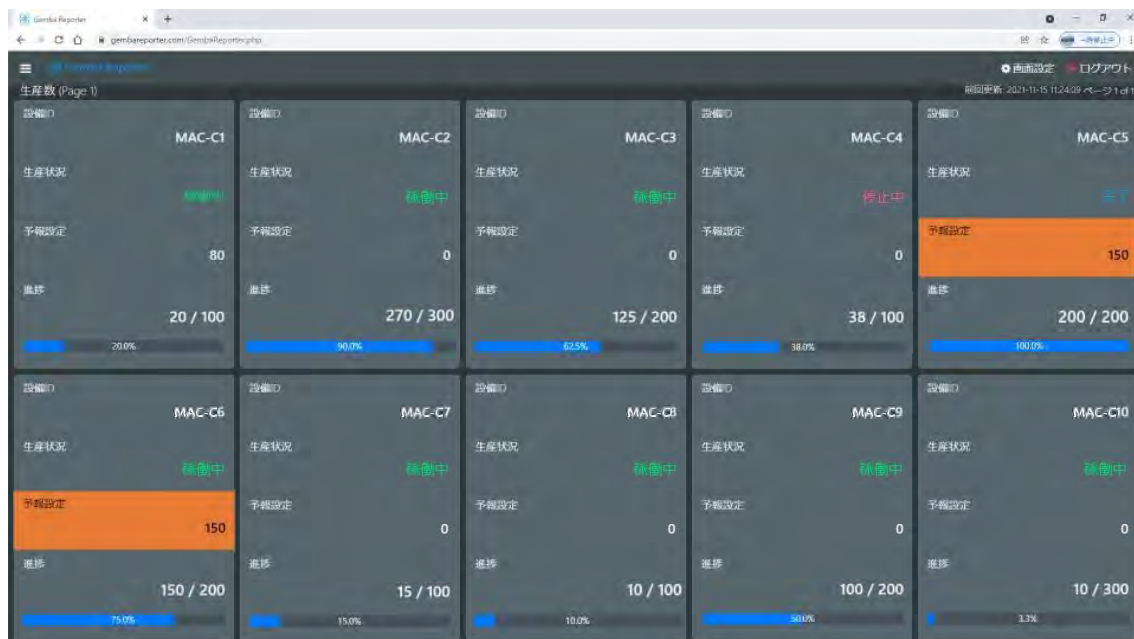 Gemba Reporter
gembareporter.com/GembaReporter.php
Gemba Reporter
画面設定 ログアウト
生産数 (Page 1)
前回更新: 2021-11-15 11:24:09 ページ 1 of 1
設備ID 設備ID 設備ID 設備ID 設備ID
MAC-C1 MAC-C2 MAC-C3 MAC-C4 MAC-C5
生産状況 生産状況 生産状況 生産状況 生産状況
稼働中 稼働中 稼働中 停止中 完了
予報設定 予報設定 予報設定 予報設定 予報設定
80 0 0 0 150
進捗 進捗 進捗 進捗 進捗
20 / 100 270 / 300 125 / 200 38 / 100 200 / 200
20.0% 90.0% 62.5% 38.0% 100.0%
設備ID 設備ID 設備ID 設備ID 設備ID
MAC-C6 MAC-C7 MAC-C8 MAC-C9 MAC-C10
生産状況 生産状況 生産状況 生産状況 生産状況
稼働中 稼働中 稼働中 稼働中 稼働中
予報設定 予報設定 予報設定 予報設定 予報設定
150 0 0 0 0
進捗 進捗 進捗 進捗 進捗
150 / 200 15 / 100 10 / 100 100 / 200 10 / 300
75.0% 15.0% 10.0% 50.0% 3.3%